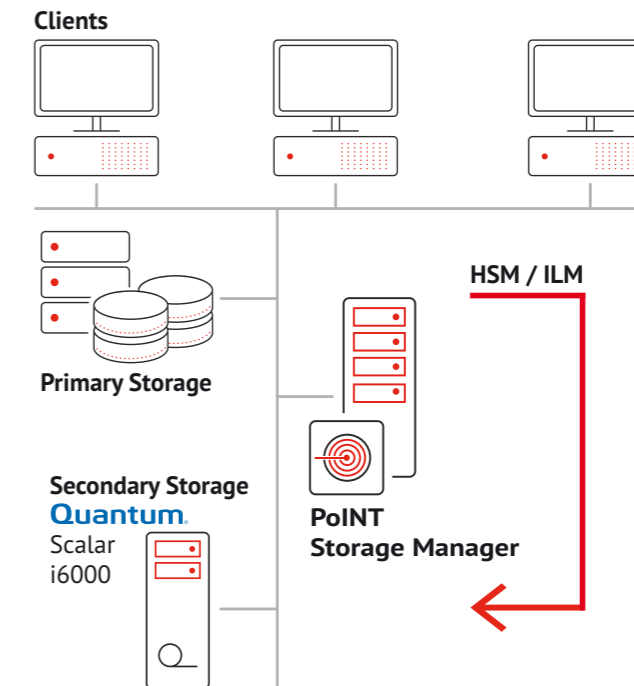 Clients
HSM / ILM
Primary Storage
Secondary Storage
Quantum.
Scalar
i6000
PoINT
Storage Manager